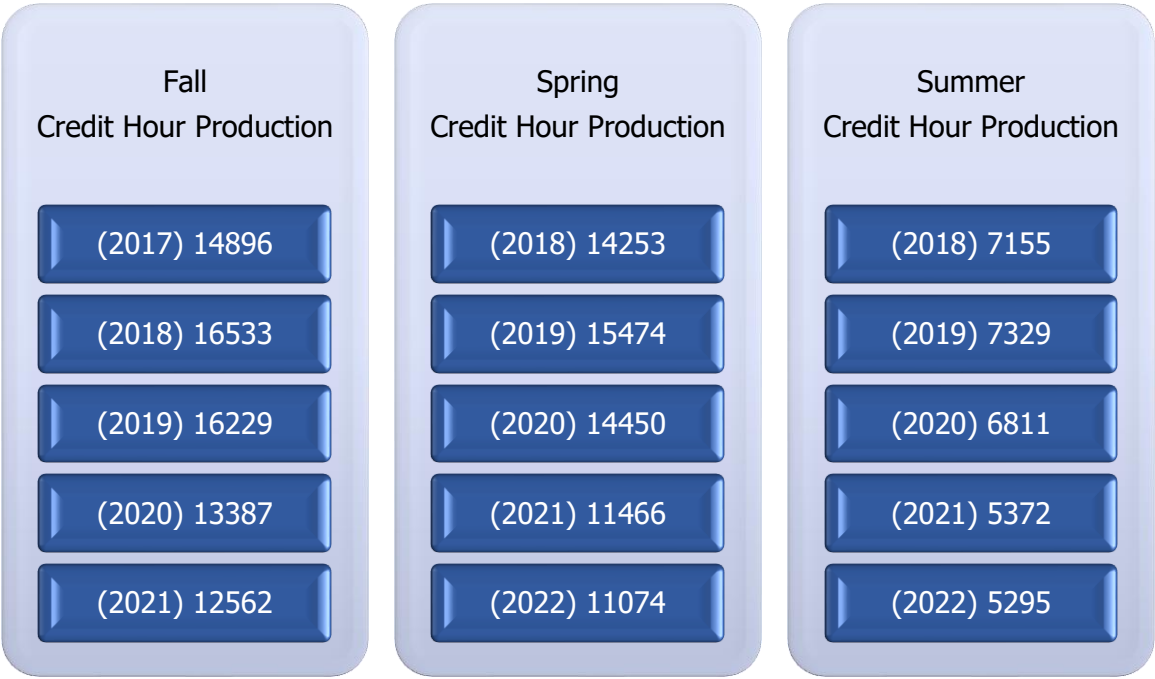 Fall
Credit Hour Production
(2017) 14896
(2018) 16533
(2019) 16229
(2020) 13387
(2021) 12562
Spring
Credit Hour Production
(2018) 14253
(2019) 15474
(2020) 14450
(2021) 11466
(2022) 11074
Summer
Credit Hour Production
(2018) 7155
(2019) 7329
(2020) 6811
(2021) 5372
(2022) 5295